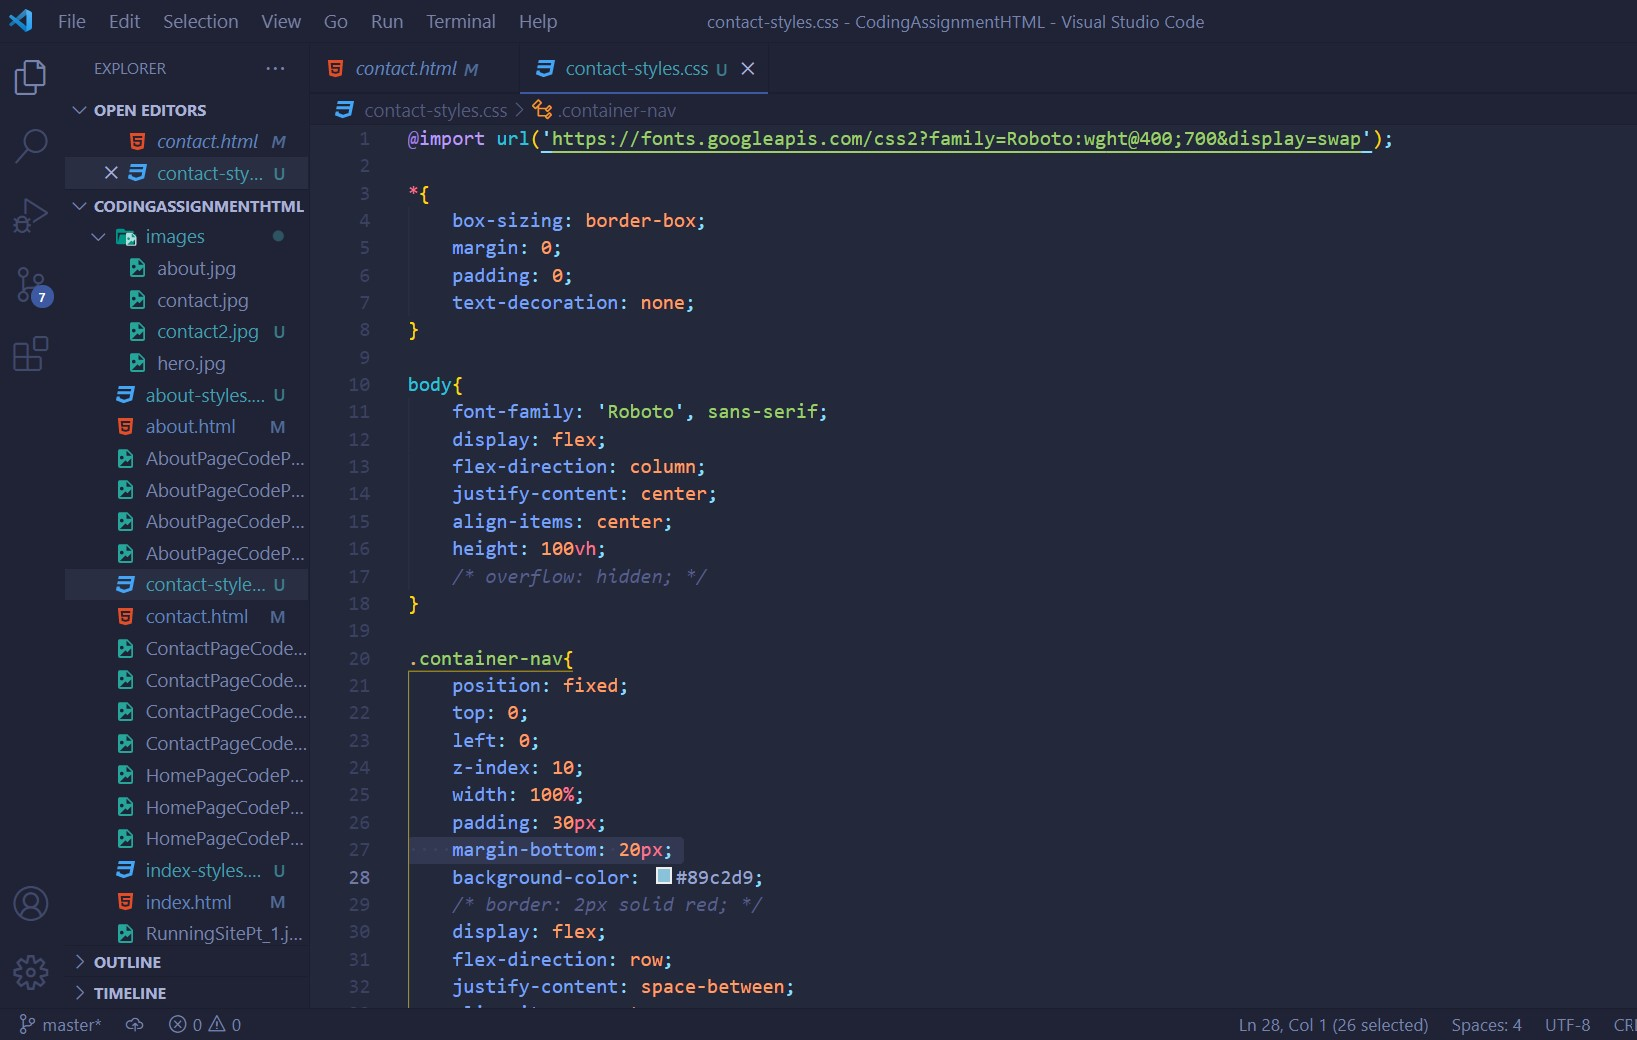 File Edit Selection View Go Run Terminal Help contact-styles.css - CodingAssignmentHTML - Visual Studio Code
EXPLORER ...
OPEN EDITORS
contact.html M
contact-sty... U
CODINGASSIGNMENTHTML
images
about.jpg
contact.jpg
contact2.jpg U
hero.jpg
about-styles.... U
about.html M
AboutPageCodeP...
AboutPageCodeP...
AboutPageCodeP...
AboutPageCodeP...
contact-style... U
contact.html M
ContactPageCode...
ContactPageCode...
ContactPageCode...
ContactPageCode...
HomePageCodeP...
HomePageCodeP...
HomePageCodeP...
index-styles.... U
index.html M
RunningSitePt_1.j...
OUTLINE
TIMELINE
7
contact.html M contact-styles.css U
contact-styles.css > .container-nav
1 @import url('https://fonts.googleapis.com/css2?family=Roboto:wght@400;700&display=swap');
2
3 *{
4 box-sizing: border-box;
5 margin: 0;
6 padding: 0;
7 text-decoration: none;
8 }
9
10 body{
11 font-family: 'Roboto', sans-serif;
12 display: flex;
13 flex-direction: column;
14 justify-content: center;
15 align-items: center;
16 height: 100vh;
17 /* overflow: hidden; */
18 }
19
20 .container-nav{
21 position: fixed;
22 top: 0;
23 left: 0;
24 z-index: 10;
25 width: 100%;
26 padding: 30px;
27 margin-bottom: 20px;
28 background-color: #89c2d9;
29 /* border: 2px solid red; */
30 display: flex;
31 flex-direction: row;
32 justify-content: space-between;
master* 0 0 Ln 28, Col 1 (26 selected) Spaces: 4 UTF-8